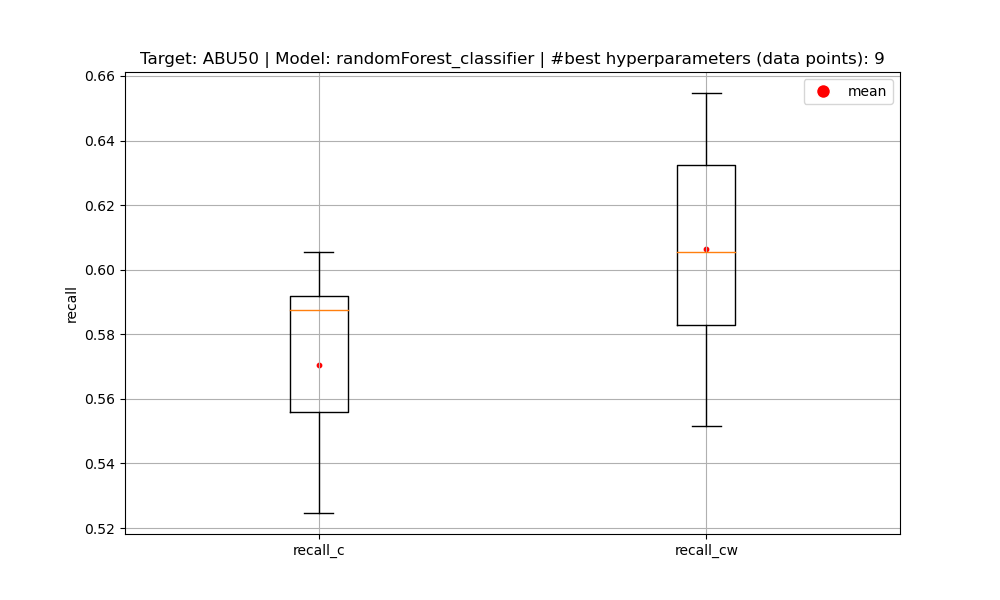 Target: ABU50 | Model: randomForest_classifier | #best hyperparameters (data points): 9
mean
0.66
0.64
0.62
0.60
0.58
0.56
0.54
0.52
recall
recall_c
recall_cw